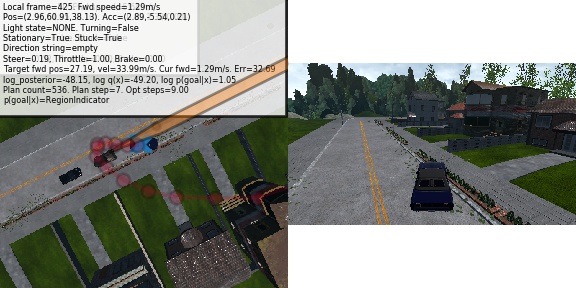 Local frame=425: Fwd speed=1.29m/s
Pos=(2.96,60.91,38.13). Acc=(2.89,-5.54,0.21)
Light state=NONE. Turning=False
Stationary=True: Stuck=True
Direction string=empty
Steer=0.19, Throttle=1.00, Brake=0.00
Target fwd pos=27.19, vel=33.99m/s. Cur fwd=1.29m/s. Err=32.69
log_posterior=-48.15, log q(x)=-49.20, log p(goal|x)=1.05
Plan count=536. Plan step=7. Opt steps=9.00
p(goal|x)=RegionIndicator